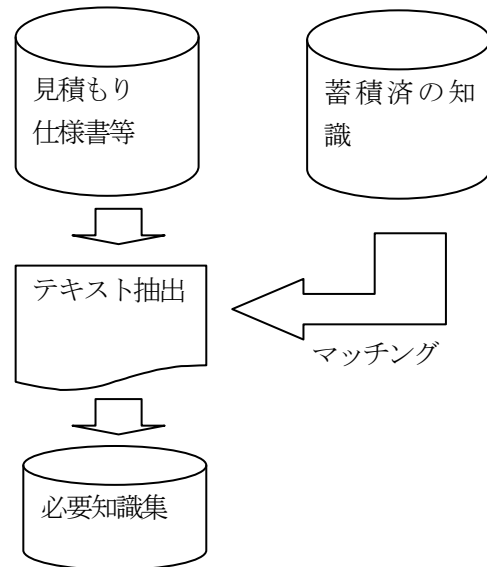 見積もり
仕様書等
蓄積済の知
識
テキスト抽出
マッチング
必要知識集